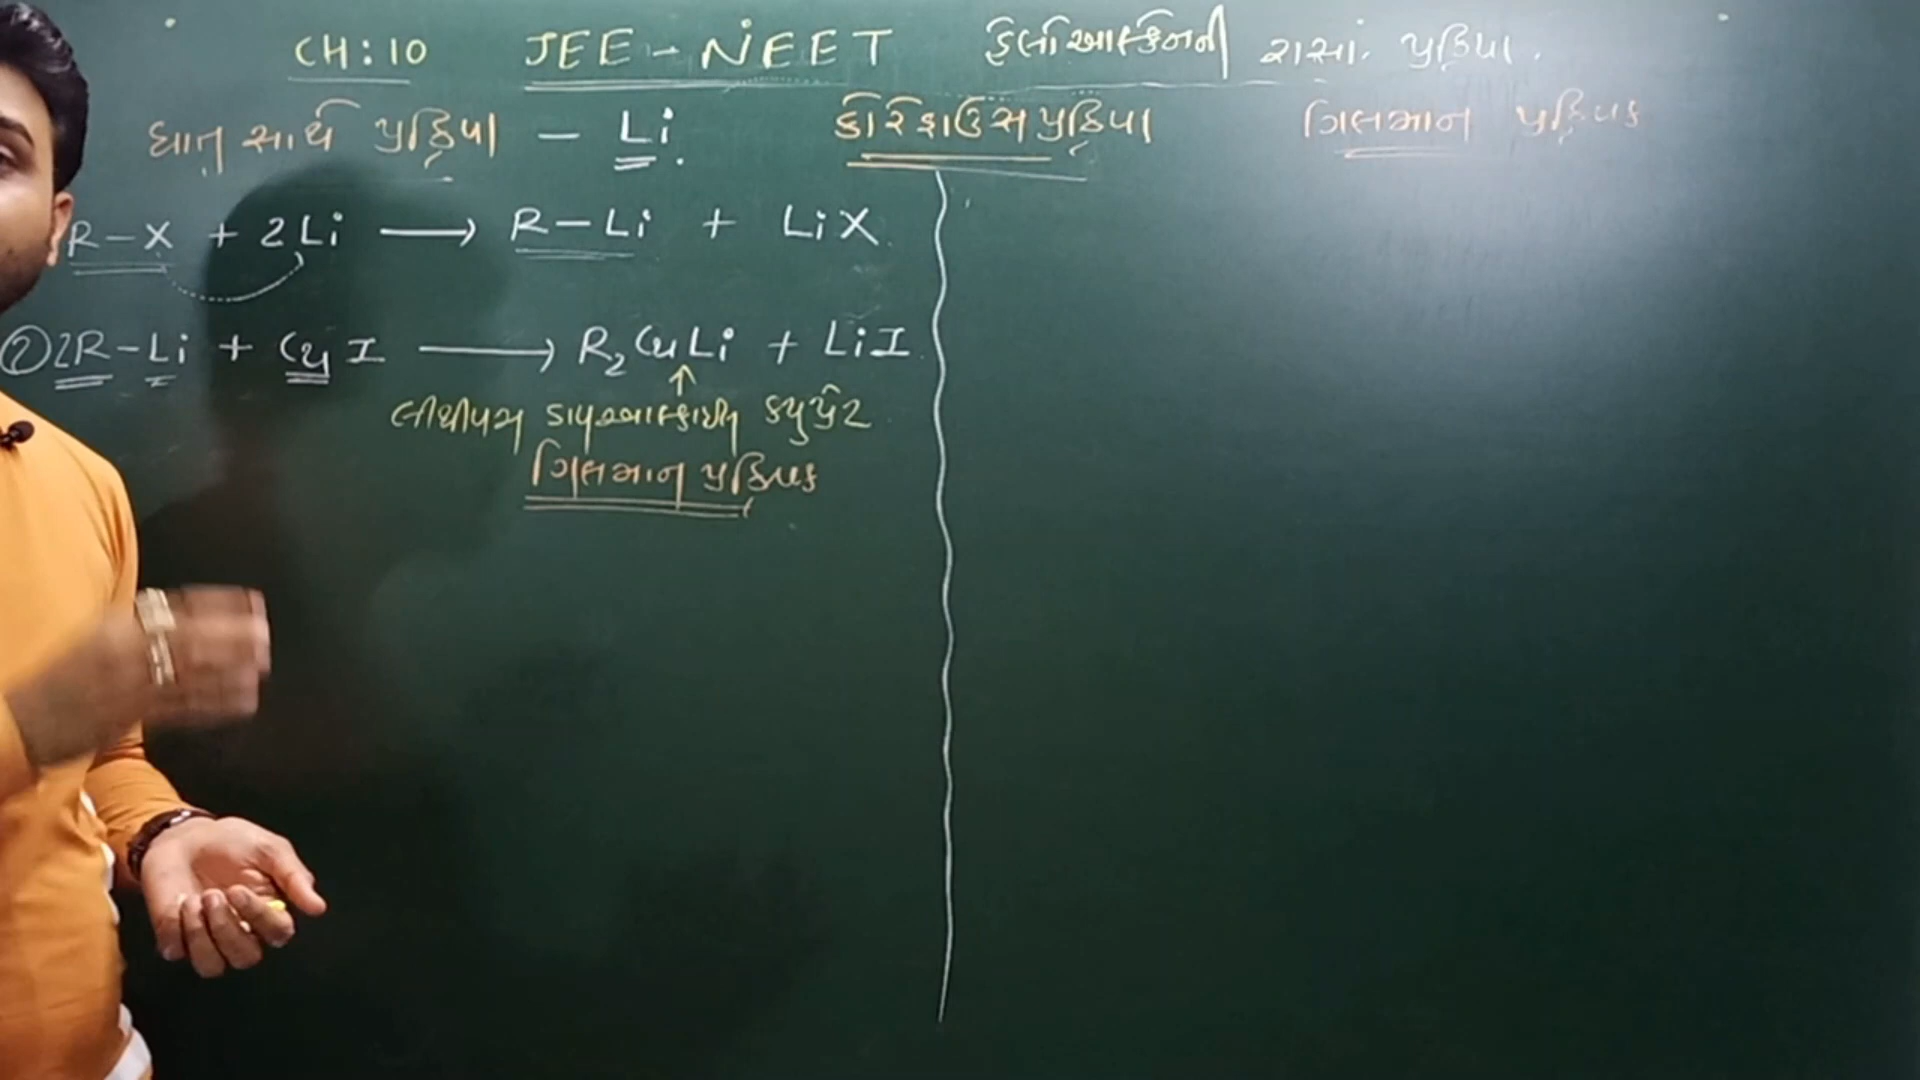 CH:10 JEE-NEET હેલોઆલ્કેનની રાસા. પ્રક્રિયા.
ધાતુ સાથે પ્રક્રિયા - Li. કોરેહાઉસ પ્રક્રિયા ગિલમાન પ્રક્રિયક
R-X + 2Li ⟶ R-Li + LiX.
② 2R-Li + CuI ⟶ R₂CuLi + LiI.
↑
લીથીયમ ડાયઆલ્કાઈલ ક્યુપ્રેટ
ગિલમાન પ્રક્રિયક